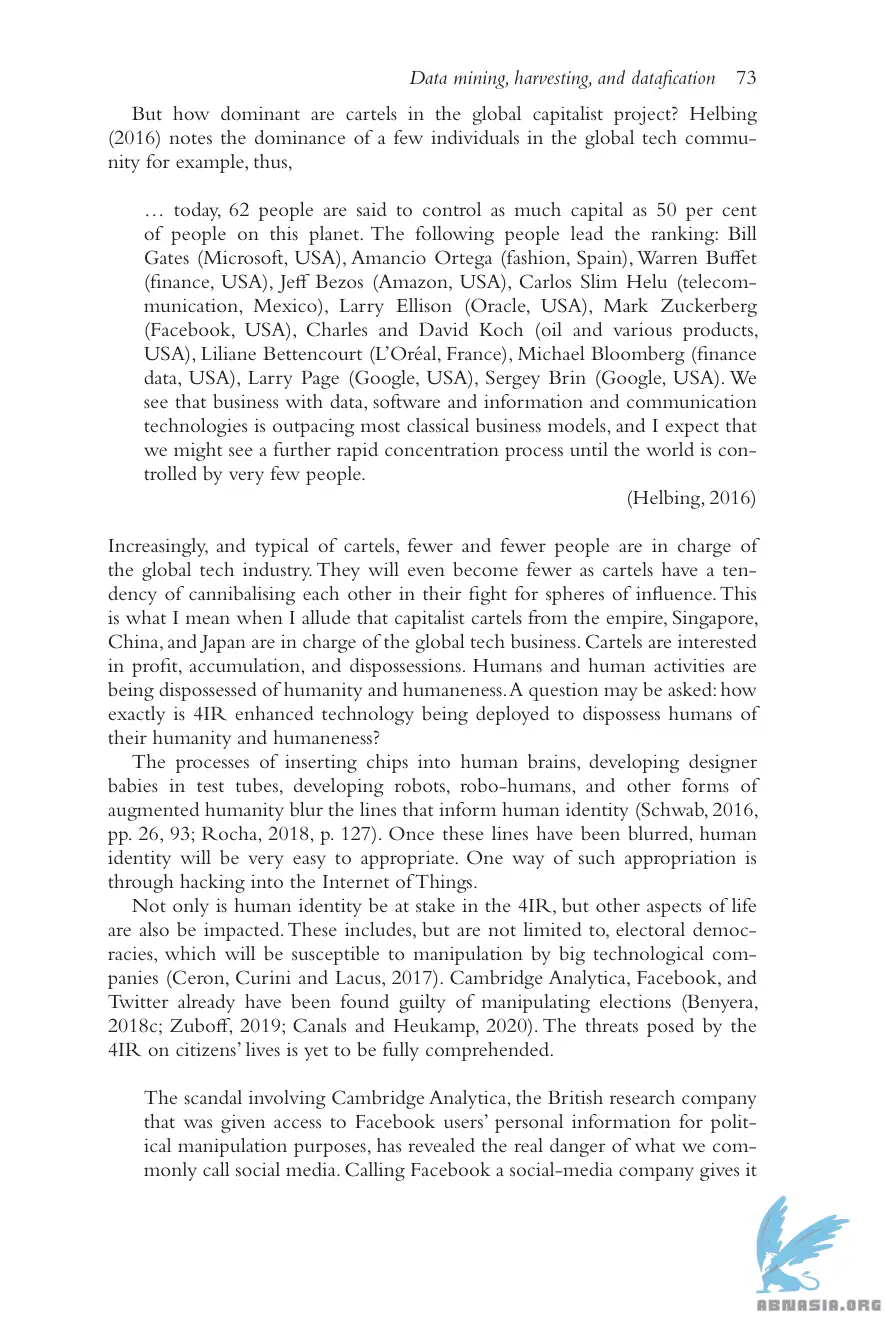 Data mining, harvesting, and datafication 73
But how dominant are cartels in the global capitalist project? Helbing
(2016) notes the dominance of a few individuals in the global tech commu-
nity for example, thus,
… today, 62 people are said to control as much capital as 50 per cent
of people on this planet. The following people lead the ranking: Bill
Gates (Microsoft, USA), Amancio Ortega (fashion, Spain), Warren Buffet
(finance, USA), Jeff Bezos (Amazon, USA), Carlos Slim Helu (telecom-
munication, Mexico), Larry Ellison (Oracle, USA), Mark Zuckerberg
(Facebook, USA), Charles and David Koch (oil and various products,
USA), Liliane Bettencourt (L'Oréal, France), Michael Bloomberg (finance
data, USA), Larry Page (Google, USA), Sergey Brin (Google, USA). We
see that business with data, software and information and communication
technologies is outpacing most classical business models, and I expect that
we might see a further rapid concentration process until the world is con-
trolled by very few people.
(Helbing, 2016)
Increasingly, and typical of cartels, fewer and fewer people are in charge of
the global tech industry. They will even become fewer as cartels have a ten-
dency of cannibalising each other in their fight for spheres of influence. This
is what I mean when I allude that capitalist cartels from the empire, Singapore,
China, and Japan are in charge of the global tech business. Cartels are interested
in profit, accumulation, and dispossessions. Humans and human activities are
being dispossessed of humanity and humaneness. A question may be asked: how
exactly is 4IR enhanced technology being deployed to dispossess humans of
their humanity and humaneness?
The processes of inserting chips into human brains, developing designer
babies in test tubes, developing robots, robo-humans, and other forms of
augmented humanity blur the lines that inform human identity (Schwab, 2016,
pp. 26, 93; Rocha, 2018, p. 127). Once these lines have been blurred, human
identity will be very easy to appropriate. One way of such appropriation is
through hacking into the Internet of Things.
Not only is human identity be at stake in the 4IR, but other aspects of life
are also be impacted. These includes, but are not limited to, electoral democ-
racies, which will be susceptible to manipulation by big technological com-
panies (Ceron, Curini and Lacus, 2017). Cambridge Analytica, Facebook, and
Twitter already have been found guilty of manipulating elections (Benyera,
2018c; Zuboff, 2019; Canals and Heukamp, 2020). The threats posed by the
4IR on citizens' lives is yet to be fully comprehended.
The scandal involving Cambridge Analytica, the British research company
that was given access to Facebook users' personal information for polit-
ical manipulation purposes, has revealed the real danger of what we com-
monly call social media. Calling Facebook a social-media company gives it
ABNASIA.ORG